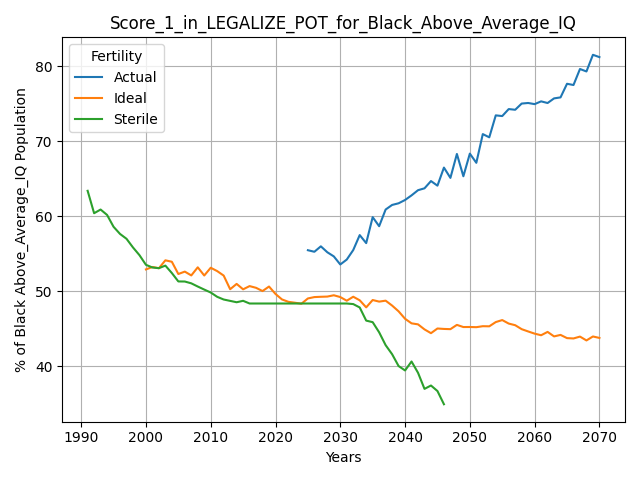 Score_1_in_LEGALIZE_POT_for_Black_Above_Average_IQ
Fertility
Actual
Ideal
Sterile
% of Black Above_Average_IQ Population
80
70
60
50
40
1990 2000 2010 2020 2030 2040 2050 2060 2070
Years